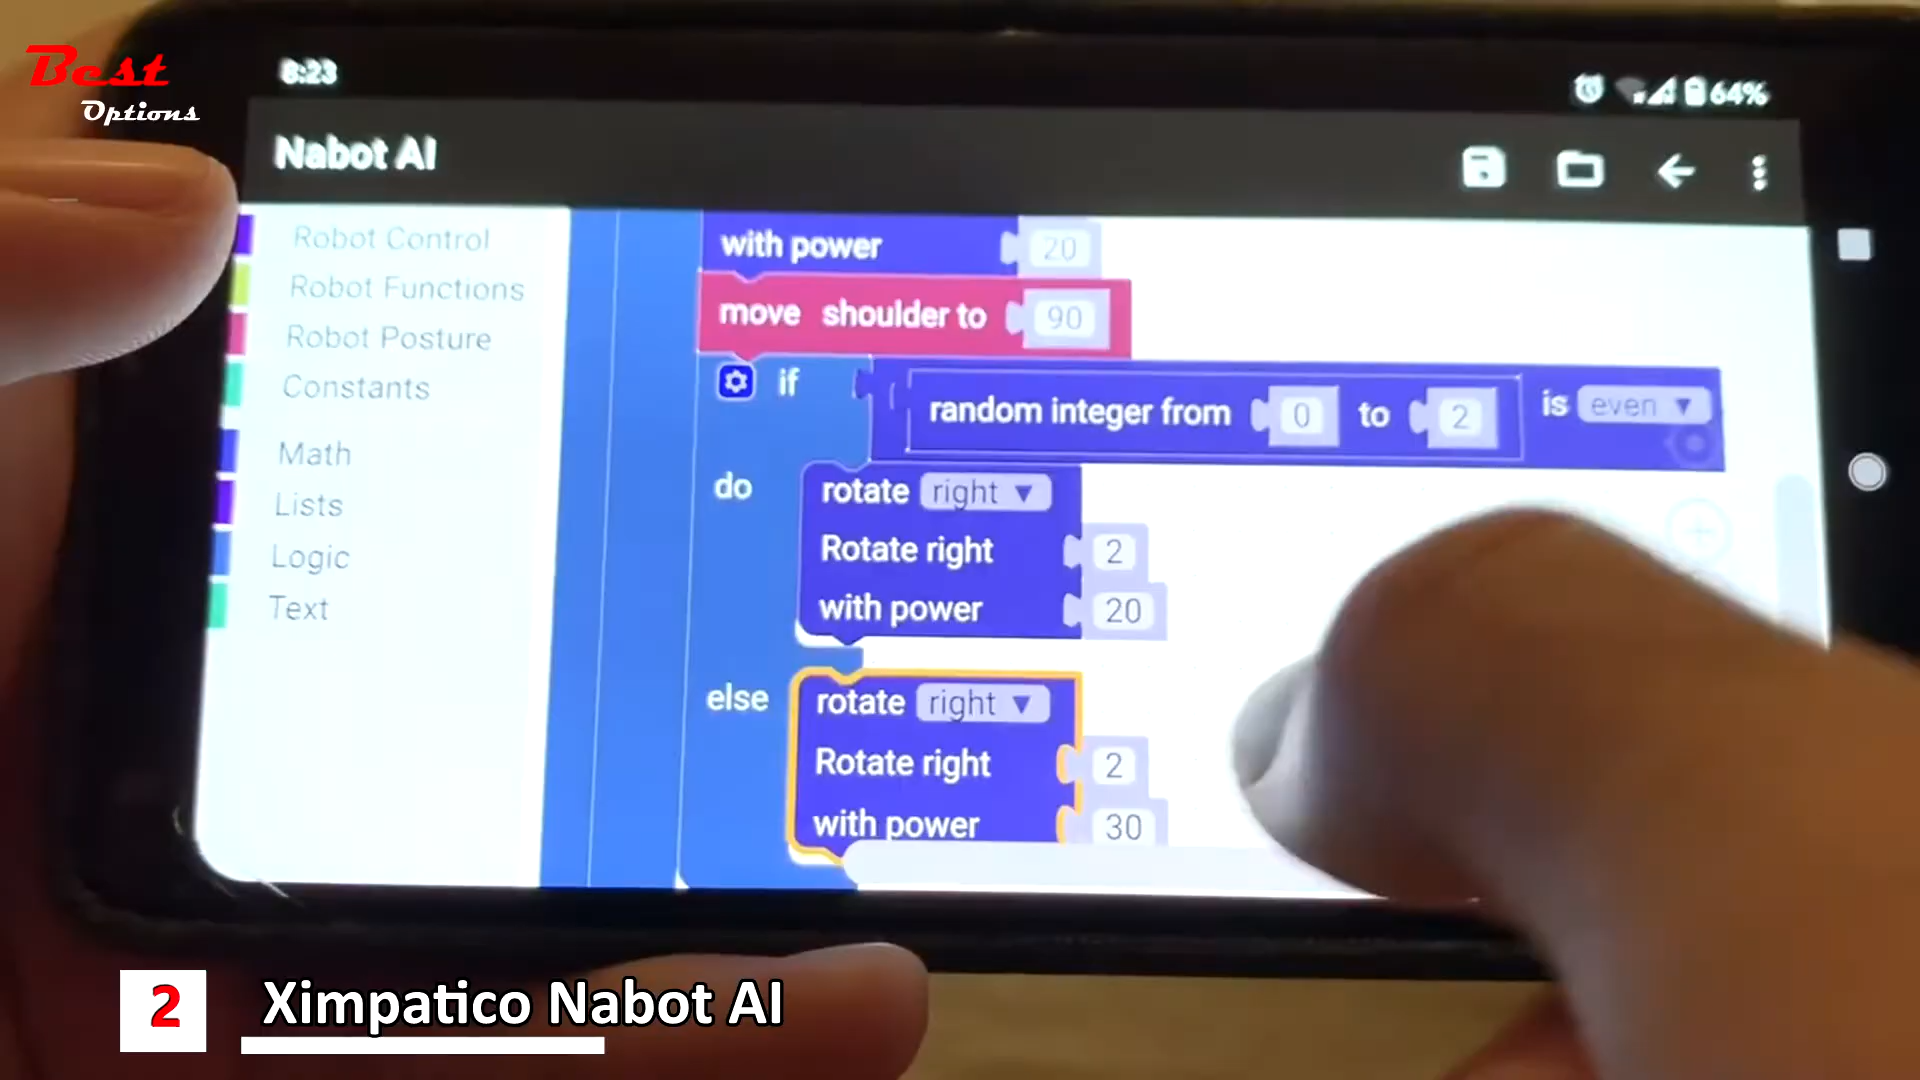 Best
Options
8:23
64%
Nabot AI
Robot Control
Robot Functions
Robot Posture
Constants
Math
Lists
Logic
Text
with power 20
move shoulder to 90
if random integer from 0 to 2 is even
do rotate right
Rotate right 2
with power 20
else rotate right
Rotate right 2
with power 30
2 Ximpatico Nabot AI